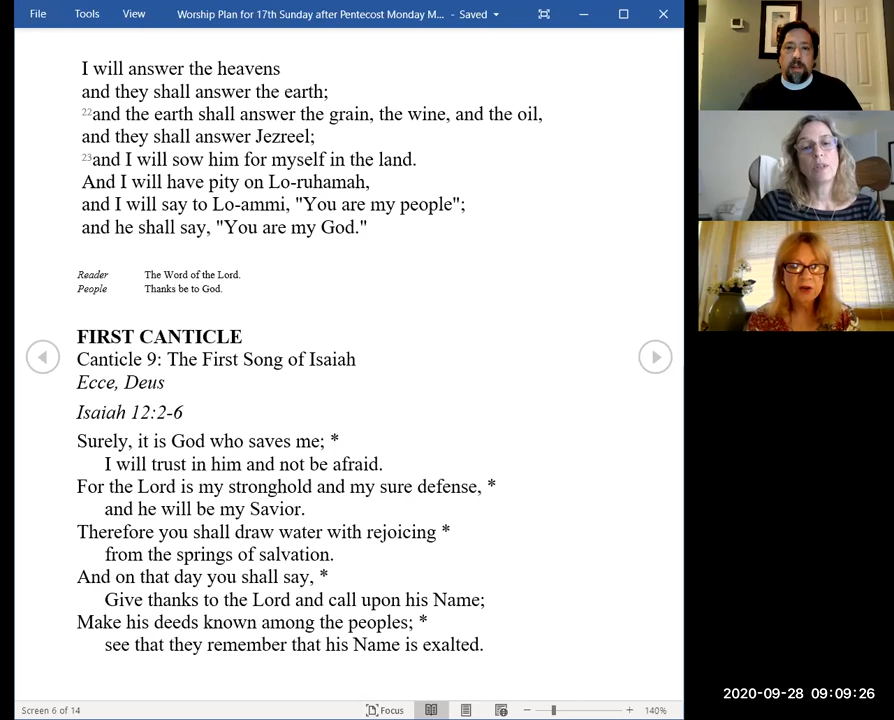 File Tools View Worship Plan for 17th Sunday after Pentecost Monday M... - Saved
I will answer the heavens
and they shall answer the earth;
22and the earth shall answer the grain, the wine, and the oil,
and they shall answer Jezreel;
23and I will sow him for myself in the land.
And I will have pity on Lo-ruhamah,
and I will say to Lo-ammi, "You are my people";
and he shall say, "You are my God."
Reader The Word of the Lord.
People Thanks be to God.
FIRST CANTICLE
Canticle 9: The First Song of Isaiah
Ecce, Deus
Isaiah 12:2-6
Surely, it is God who saves me; *
I will trust in him and not be afraid.
For the Lord is my stronghold and my sure defense, *
and he will be my Savior.
Therefore you shall draw water with rejoicing *
from the springs of salvation.
And on that day you shall say, *
Give thanks to the Lord and call upon his Name;
Make his deeds known among the peoples; *
see that they remember that his Name is exalted.
Screen 6 of 14 Focus 140%
2020-09-28 09:09:26